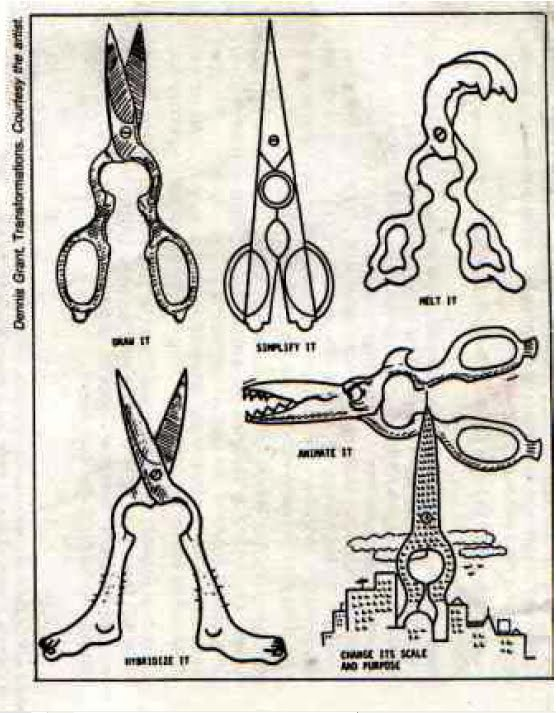 Dennis Grant, Transformations. Courtesy the artist.
DRAW IT
SIMPLIFY IT
MELT IT
ANIMATE IT
HYBRIDIZE IT
CHANGE ITS SCALE
AND PURPOSE